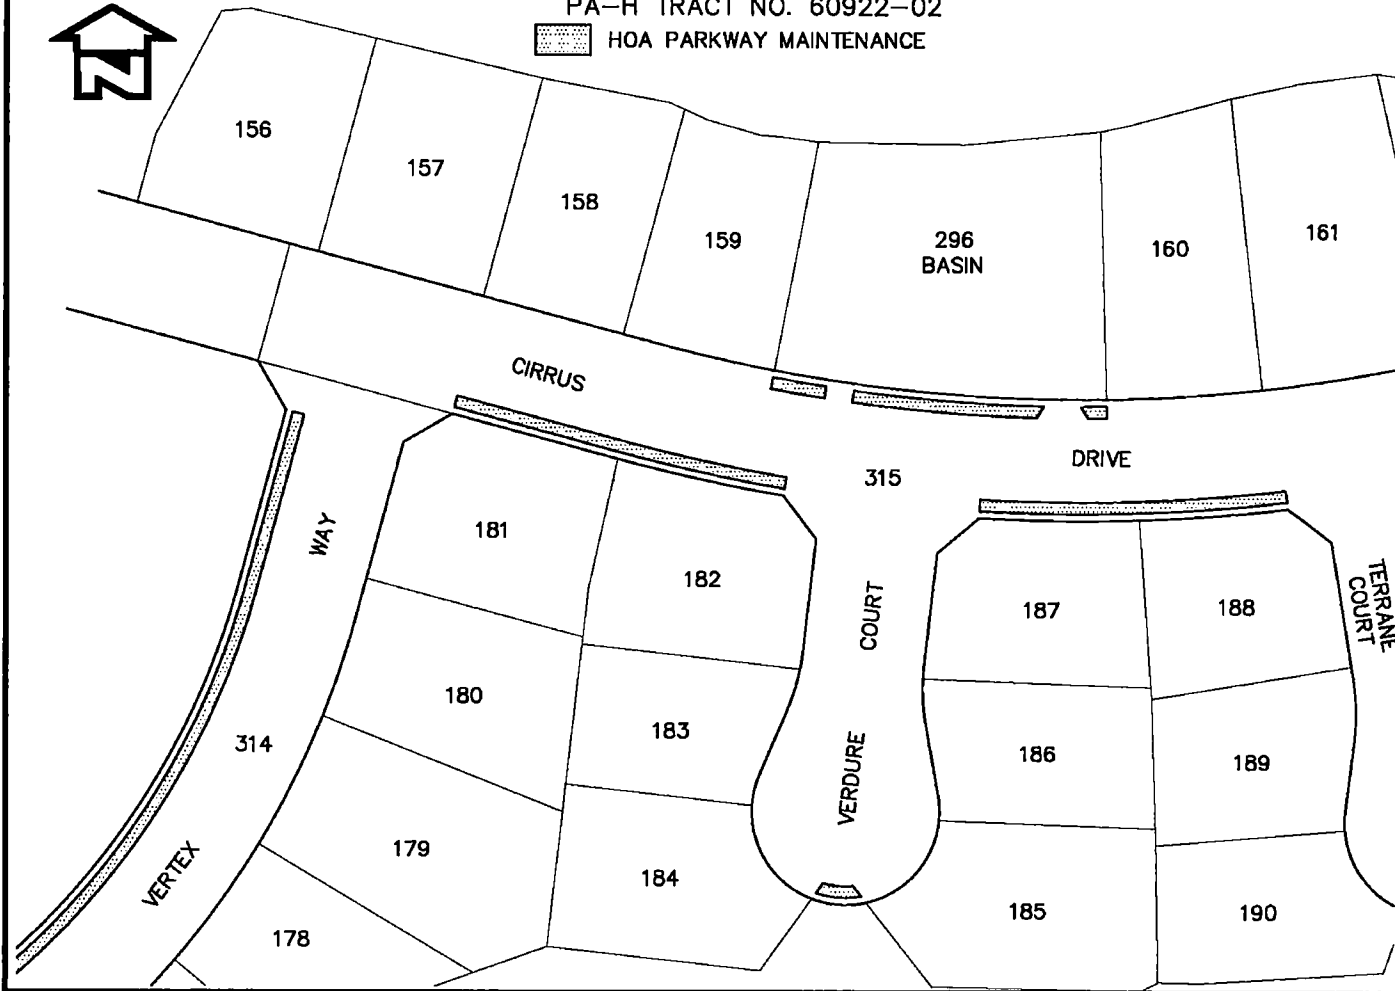 PA-H TRACT NO. 60922-02
HOA PARKWAY MAINTENANCE
N
156
157
158
159
296
BASIN
160
161
CIRRUS
DRIVE
315
181
182
187
188
WAY
COURT
TERRANE
COURT
180
183
186
189
314
VERDURE
VERTEX
179
184
185
190
178